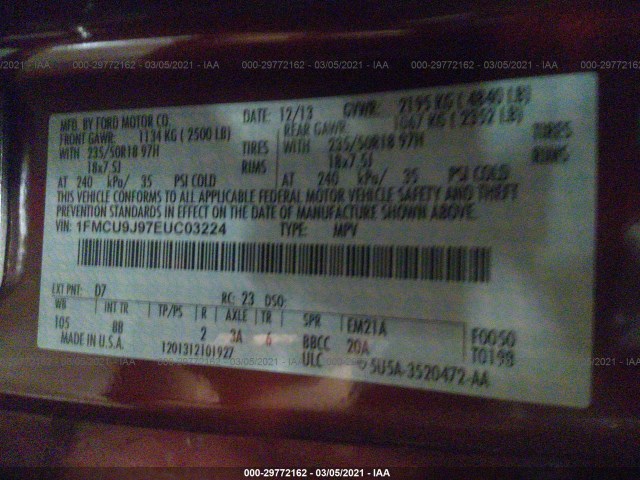 000-29772162 - 03/05/2021 - IAA
MFD. BY FORD MOTOR CO. DATE: 12/13 GVWR: 2195 KG ( 4840 LB)
FRONT GAWR: 1134 KG ( 2500 LB) REAR GAWR: 1067 KG ( 2352 LB)
WITH 235/50R18 97H TIRES WITH 235/50R18 97H TIRES
18x7.5J RIMS 18x7.5J RIMS
AT 240 kPa/ 35 PSI COLD AT 240 kPa/ 35 PSI COLD
THIS VEHICLE CONFORMS TO ALL APPLICABLE FEDERAL MOTOR VEHICLE SAFETY AND THEFT
PREVENTION STANDARDS IN EFFECT ON THE DATE OF MANUFACTURE SHOWN ABOVE.
VIN: 1FMCU9J97EUC03224 TYPE: MPV
EXT PNT: D7 RC: 23 DSO:
WB INT TR TP/PS R AXLE TR SPR EM21A F0050
105 BB 2 3A 6 BBCC 20A T0198
MADE IN U.S.A. 1201312101927 ULC 5U5A-3520472-AA
000-29772162 - 03/05/2021 - IAA